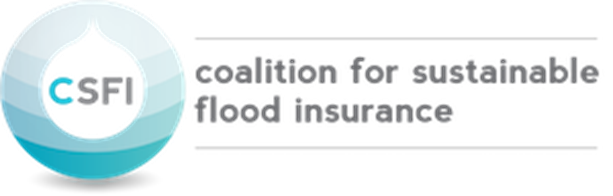 CSFI
coalition for sustainable
flood insurance